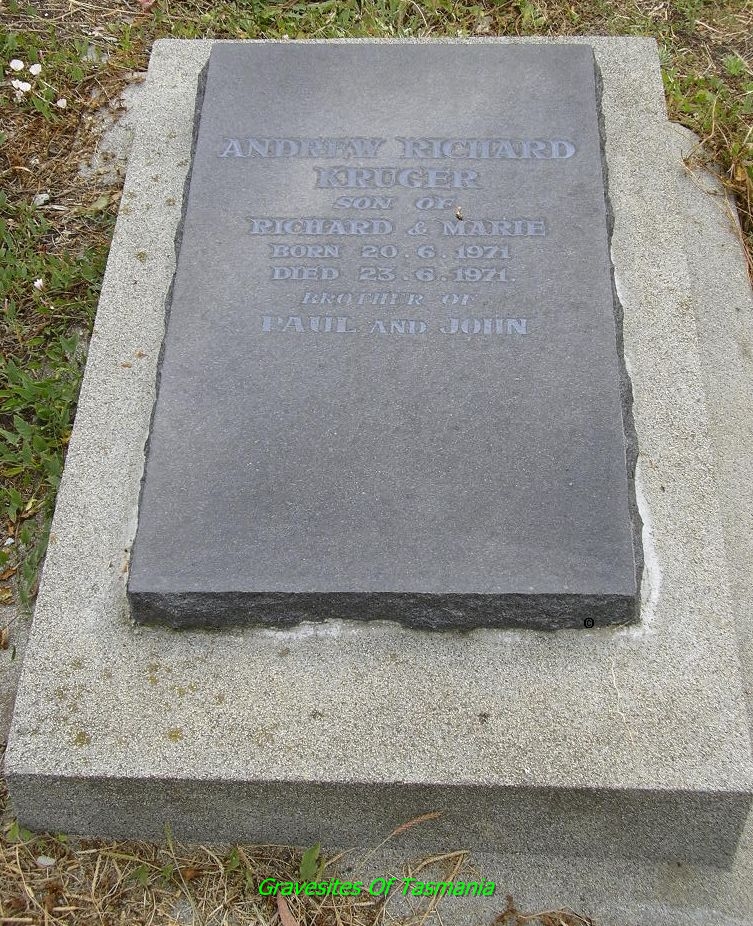 ANDREW RICHARD
KRUGER
SON OF
RICHARD & MARIE
BORN 20.6.1971
DIED 23.6.1971.
BROTHER OF
PAUL AND JOHN
Gravesites Of Tasmania